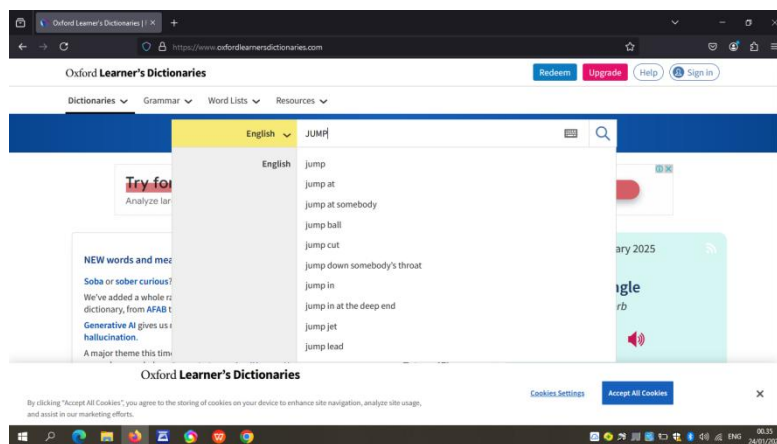 Oxford Learner's Dictionaries |
https://www.oxfordlearnersdictionaries.com
Oxford Learner's Dictionaries
Redeem Upgrade Help Sign in
Dictionaries Grammar Word Lists Resources
English JUMP
English jump
jump at
jump at somebody
jump ball
jump cut
jump down somebody's throat
jump in
jump in at the deep end
jump jet
jump lead
Try for
Analyze lar
NEW words and mea
Soba or sober curious?
We've added a whole ra
dictionary, from AFAB t
Generative AI gives us
hallucination.
A major theme this time
ary 2025
ngle
rb
Oxford Learner's Dictionaries
By clicking "Accept All Cookies", you agree to the storing of cookies on your device to enhance site navigation, analyze site usage,
and assist in our marketing efforts.
Cookies Settings Accept All Cookies
ENG 00.35